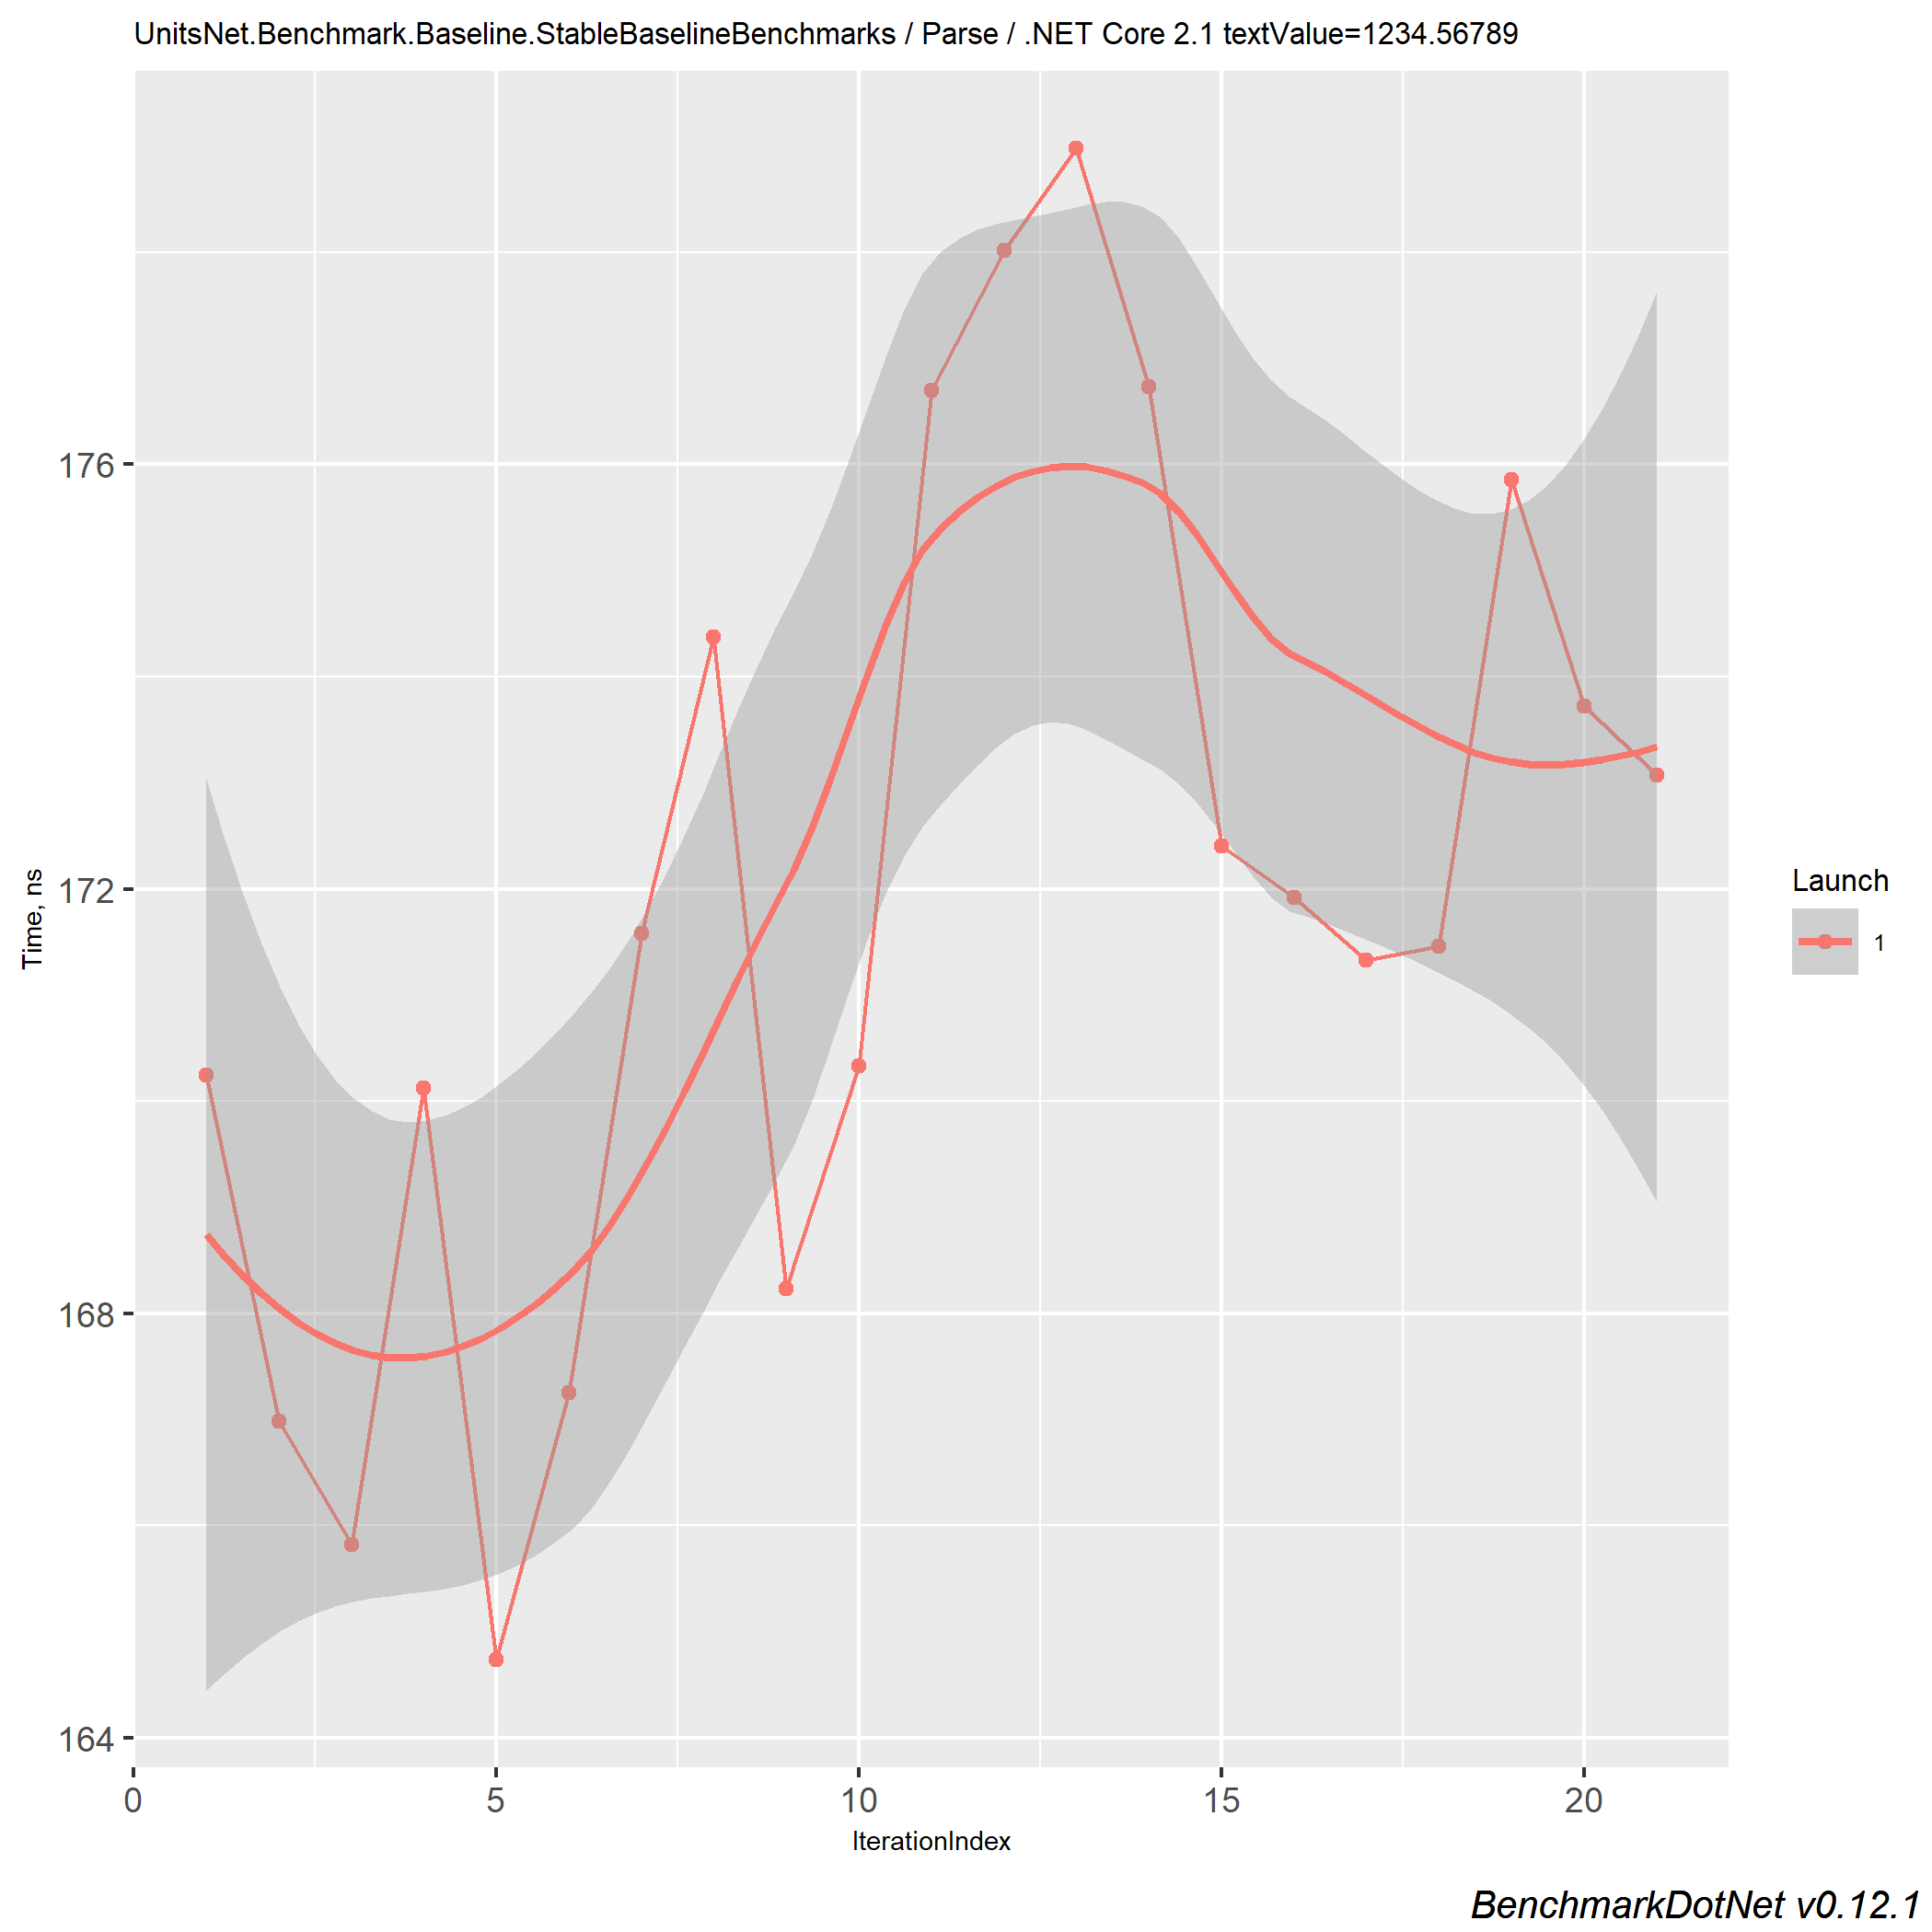 UnitsNet.Benchmark.Baseline.StableBaselineBenchmarks / Parse / .NET Core 2.1 textValue=1234.56789
176
172
168
164
Time, ns
0 5 10 15 20
IterationIndex
Launch
1
BenchmarkDotNet v0.12.1